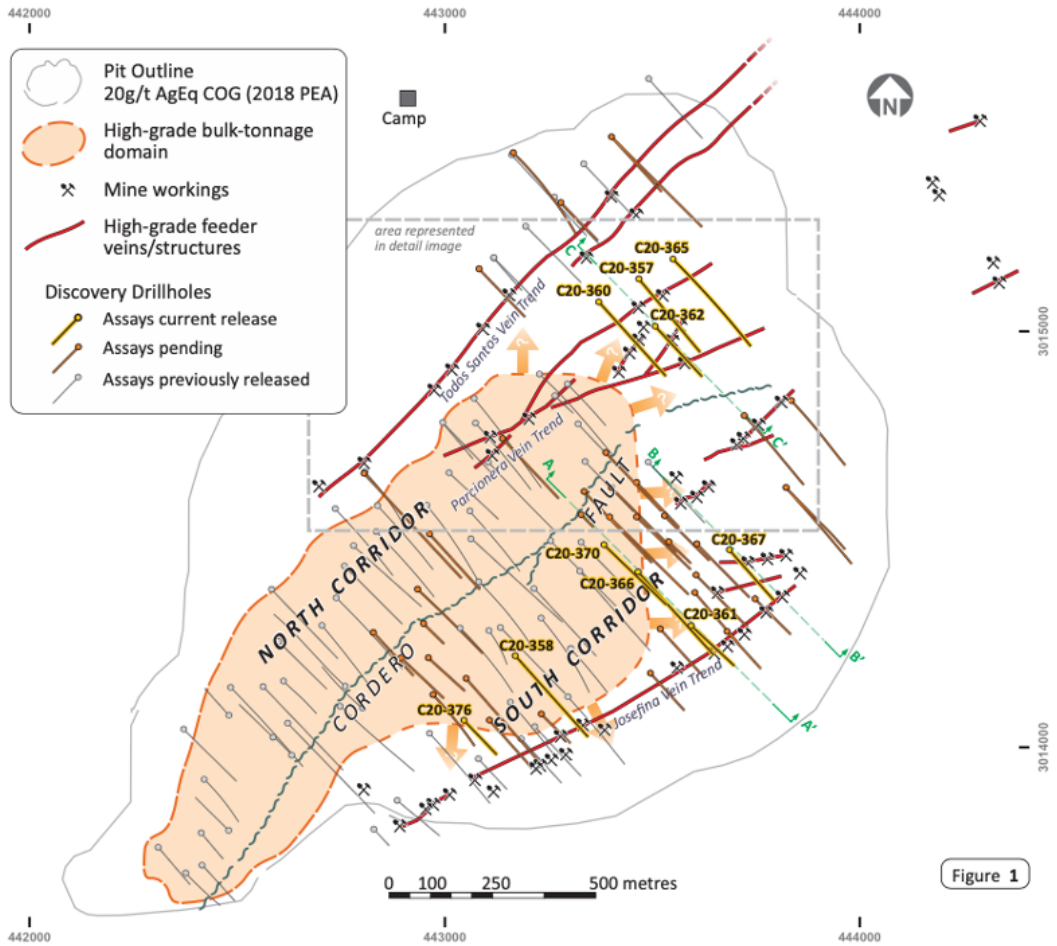 442000
443000
444000
Pit Outline
20g/t AgEq COG (2018 PEA)
High-grade bulk-tonnage
domain
Mine workings
High-grade feeder
veins/structures
Discovery Drillholes
Assays current release
Assays pending
Assays previously released
Camp
N
area represented
in detail image
C
C20-365
C20-357
C20-360
C20-362
3015000
Todos Santos Vein Trend
?
?
?
Parcionera Vein Trend
C'
A
B
FAULT
?
NORTH CORRIDOR
C20-367
C20-370
?
C20-366
C20-361
?
CORDERO
SOUTH CORRIDOR
C20-358
B'
Josefina Vein Trend
C20-376
A'
?
?
3014000
0 100 250 500 metres
Figure 1
442000
443000
444000